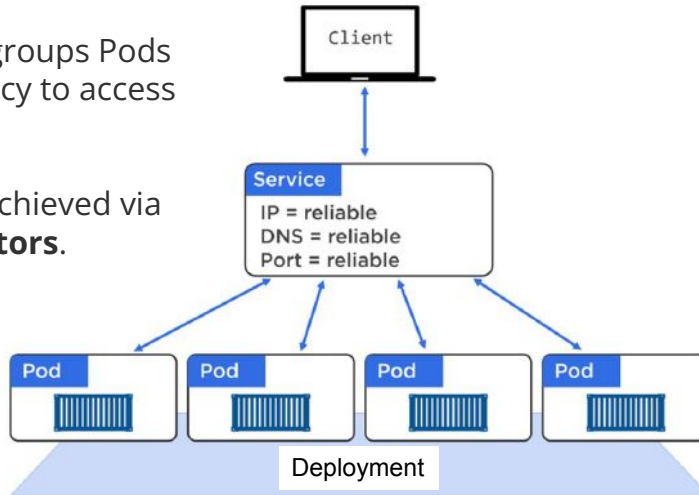 groups Pods
cy to access
chieved via
tors.
Client
Service
IP = reliable
DNS = reliable
Port = reliable
Pod
Pod
Pod
Pod
Deployment